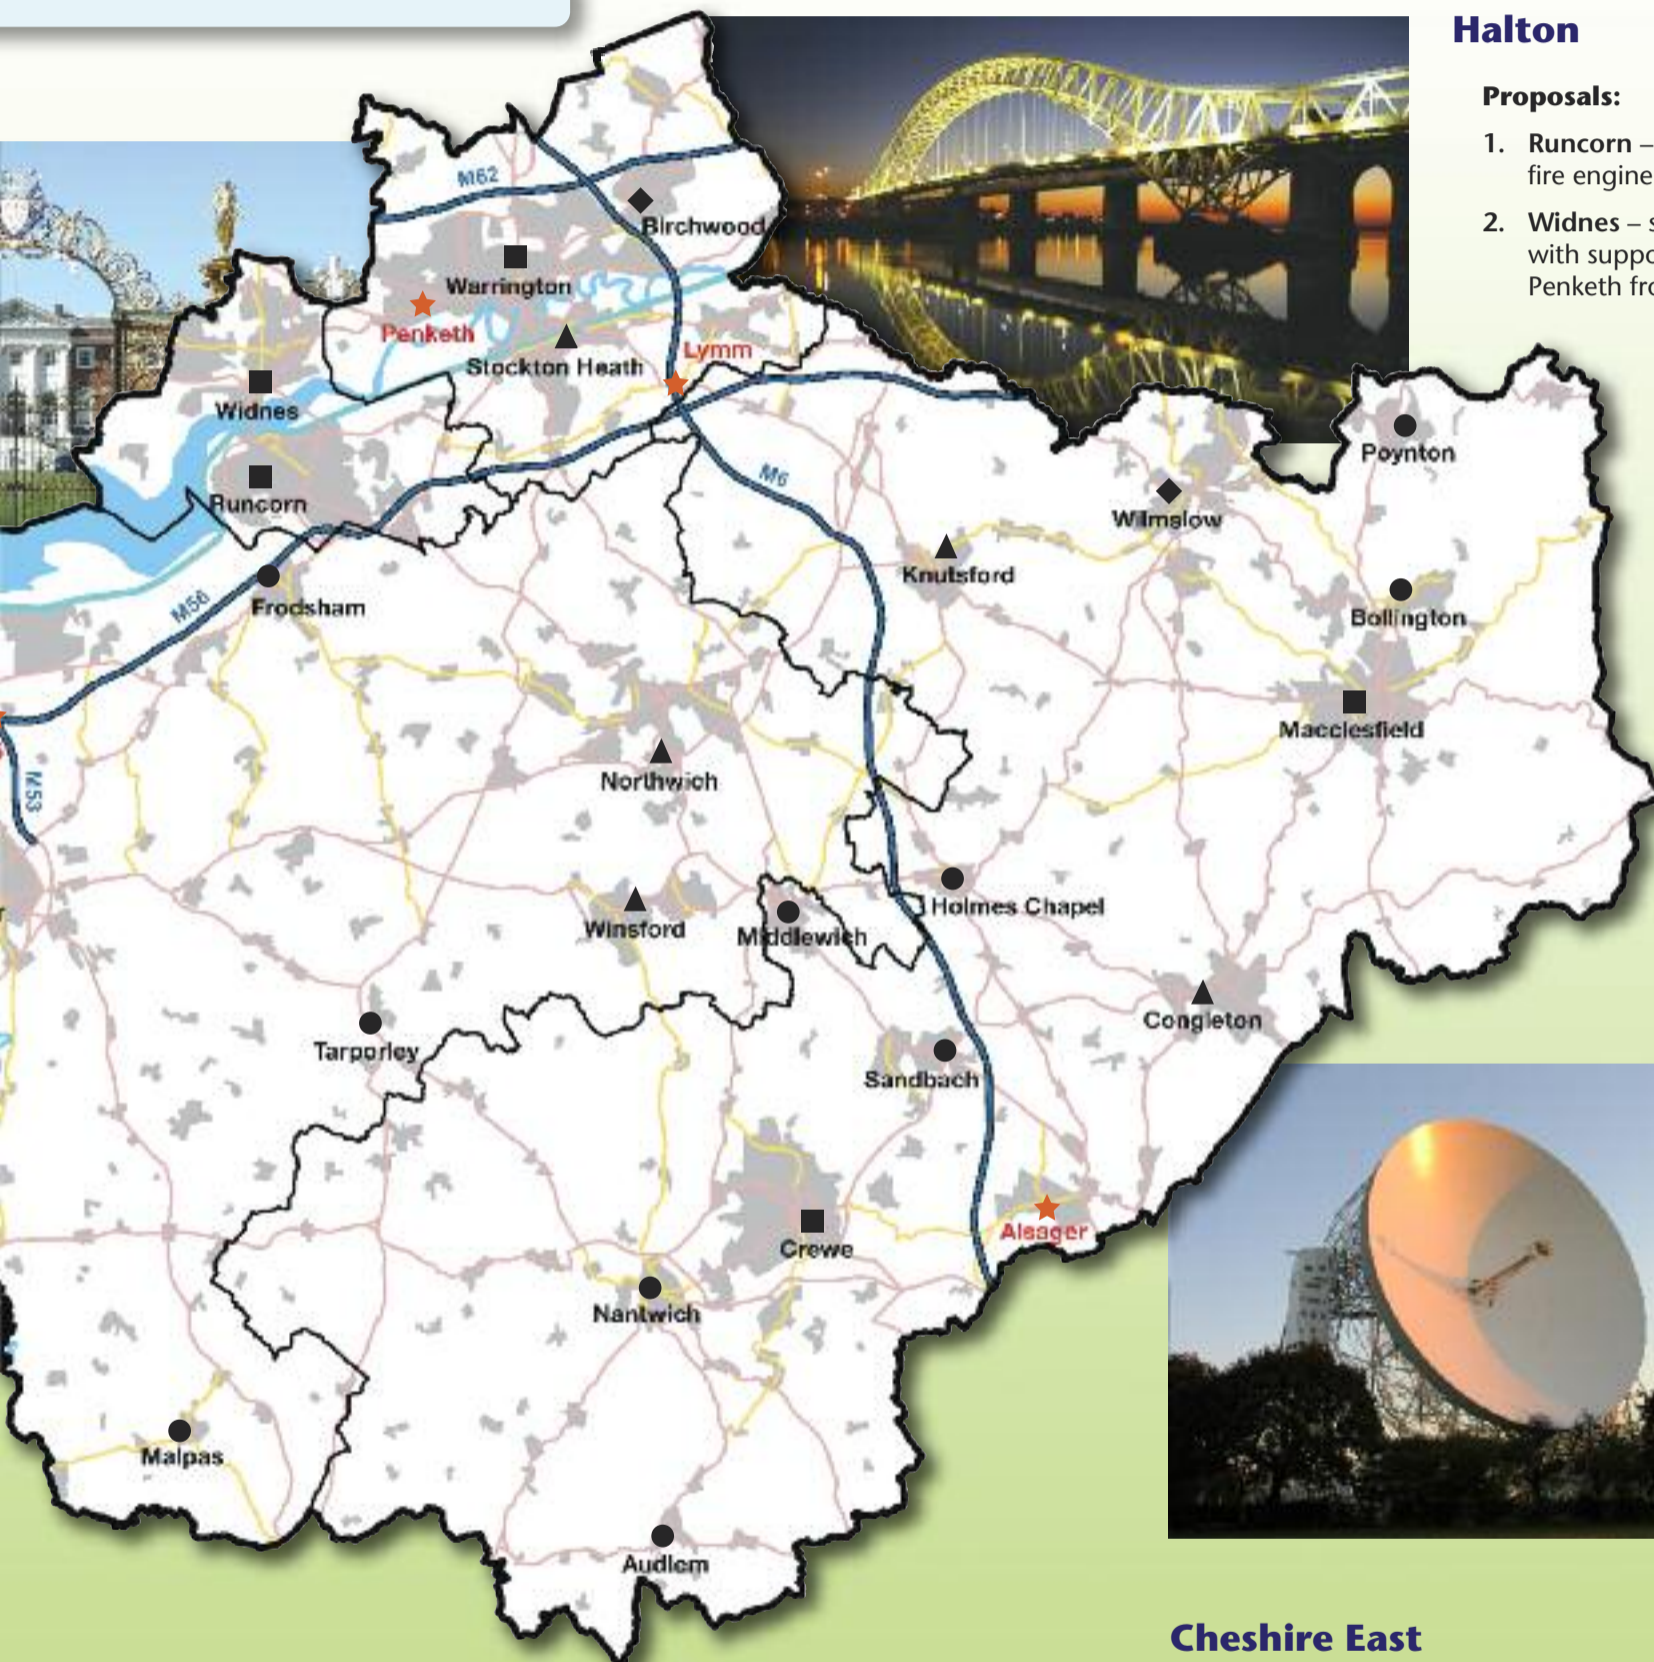 Halton
Proposals:
1. Runcorn –
fire engine
2. Widnes – s
with suppo
Penketh fro
M62
Birchwood
Warrington
Penketh
Stockton Heath
Lymm
Widnes
Runcorn
M6
Poynton
Wilmslow
Knutsford
Frodsham
M56
Bollington
Macclesfield
Northwich
M53
Holmes Chapel
Winsford
Middlewich
Congleton
Tarporley
Sandbach
Alsager
Crewe
Nantwich
Malpas
Audlem
Cheshire East